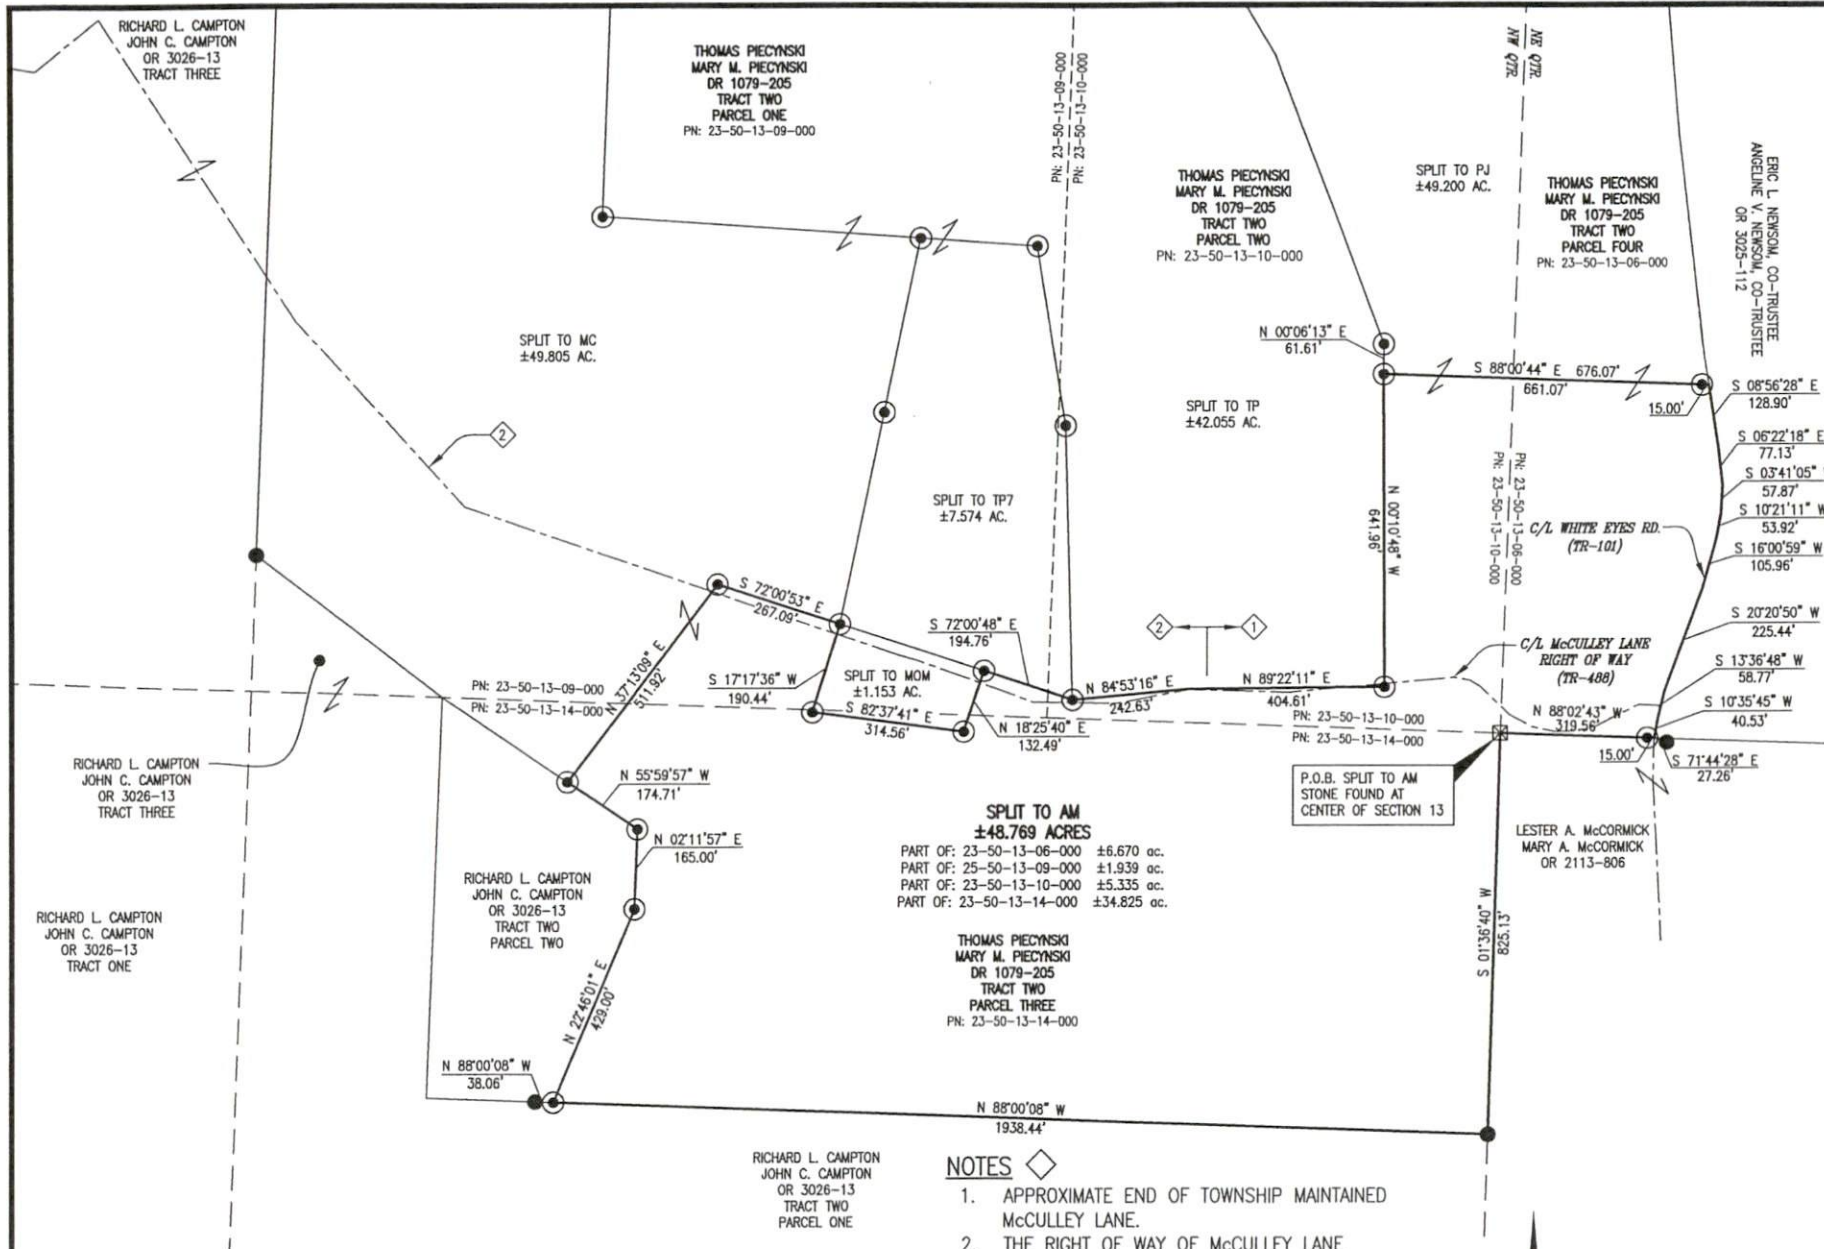 RICHARD L. CAMPTON
JOHN C. CAMPTON
OR 3026-13
TRACT THREE
THOMAS PIECYNSKI
MARY M. PIECYNSKI
DR 1079-205
TRACT TWO
PARCEL ONE
PN: 23-50-13-09-000
PN: 23-50-13-09-000
PN: 23-50-13-10-000
THOMAS PIECYNSKI
MARY M. PIECYNSKI
DR 1079-205
TRACT TWO
PARCEL TWO
PN: 23-50-13-10-000
SPLIT TO PJ
±49.200 AC.
NE QTR.
NW QTR.
THOMAS PIECYNSKI
MARY M. PIECYNSKI
DR 1079-205
TRACT TWO
PARCEL FOUR
PN: 23-50-13-06-000
ERIC L. NEWSOM, CO-TRUSTEE
ANGELINE V. NEWSOM, CO-TRUSTEE
OR 3025-112
SPLIT TO MC
±49.805 AC.
N 00°06'13" E
61.61'
S 88°00'44" E 676.07'
661.07'
15.00'
S 08°56'28" E
128.90'
S 06°22'18" E
77.13'
S 03°41'05"
57.87'
S 10°21'11" W
53.92'
S 16°00'59" W
105.96'
S 20°20'50" W
225.44'
S 13°36'48" W
58.77'
S 10°35'45" W
40.53'
S 71°44'28" E
27.26'
15.00'
SPLIT TO TP
±42.055 AC.
2
SPLIT TO TP7
±7.574 AC.
N 00°10'48" W
641.96'
PN: 23-50-13-06-000
PN: 23-50-13-10-000
C/L WHITE EYES RD.
(TR-101)
S 72°00'53" E
267.09'
S 72°00'48" E
194.76'
2
1
C/L McCULLEY LANE
RIGHT OF WAY
(TR-488)
N 37°13'09" E
511.92'
S 17°17'36" W
190.44'
SPLIT TO MOM
±1.153 AC.
S 82°37'41" E
314.56'
N 18°25'40" E
132.49'
N 84°53'16" E
242.63'
N 89°22'11" E
404.61'
PN: 23-50-13-09-000
PN: 23-50-13-14-000
PN: 23-50-13-10-000
PN: 23-50-13-14-000
N 88°02'43" W
319.56'
P.O.B. SPLIT TO AM
STONE FOUND AT
CENTER OF SECTION 13
RICHARD L. CAMPTON
JOHN C. CAMPTON
OR 3026-13
TRACT THREE
N 55°59'57" W
174.71'
N 02°11'57" E
165.00'
SPLIT TO AM
±48.769 ACRES
PART OF: 23-50-13-06-000 ±6.670 ac.
PART OF: 25-50-13-09-000 ±1.939 ac.
PART OF: 23-50-13-10-000 ±5.335 ac.
PART OF: 23-50-13-14-000 ±34.825 ac.
LESTER A. McCORMICK
MARY A. McCORMICK
OR 2113-806
RICHARD L. CAMPTON
JOHN C. CAMPTON
OR 3026-13
TRACT TWO
PARCEL TWO
RICHARD L. CAMPTON
JOHN C. CAMPTON
OR 3026-13
TRACT ONE
THOMAS PIECYNSKI
MARY M. PIECYNSKI
DR 1079-205
TRACT TWO
PARCEL THREE
PN: 23-50-13-14-000
S 01°36'40" W
825.13'
N 22°46'01" E
429.00'
N 88°00'08" W
38.06'
N 88°00'08" W
1938.44'
RICHARD L. CAMPTON
JOHN C. CAMPTON
OR 3026-13
TRACT TWO
PARCEL ONE
NOTES
1. APPROXIMATE END OF TOWNSHIP MAINTAINED
McCULLEY LANE.
2. THE RIGHT OF WAY OF McCULLEY LANE